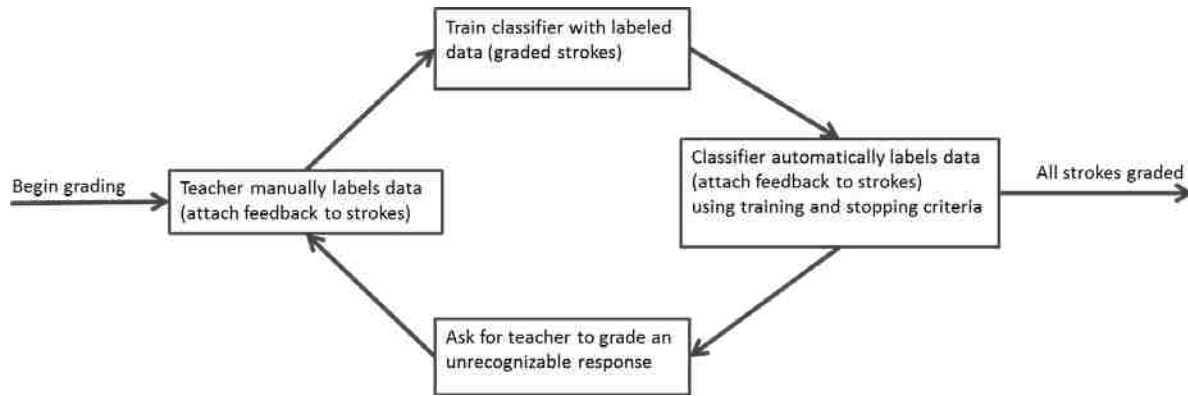 Train classifier with labeled
data (graded strokes)
Begin grading
Teacher manually labels data
(attach feedback to strokes)
Classifier automatically labels data
(attach feedback to strokes)
using training and stopping criteria
All strokes graded
Ask for teacher to grade an
unrecognizable response